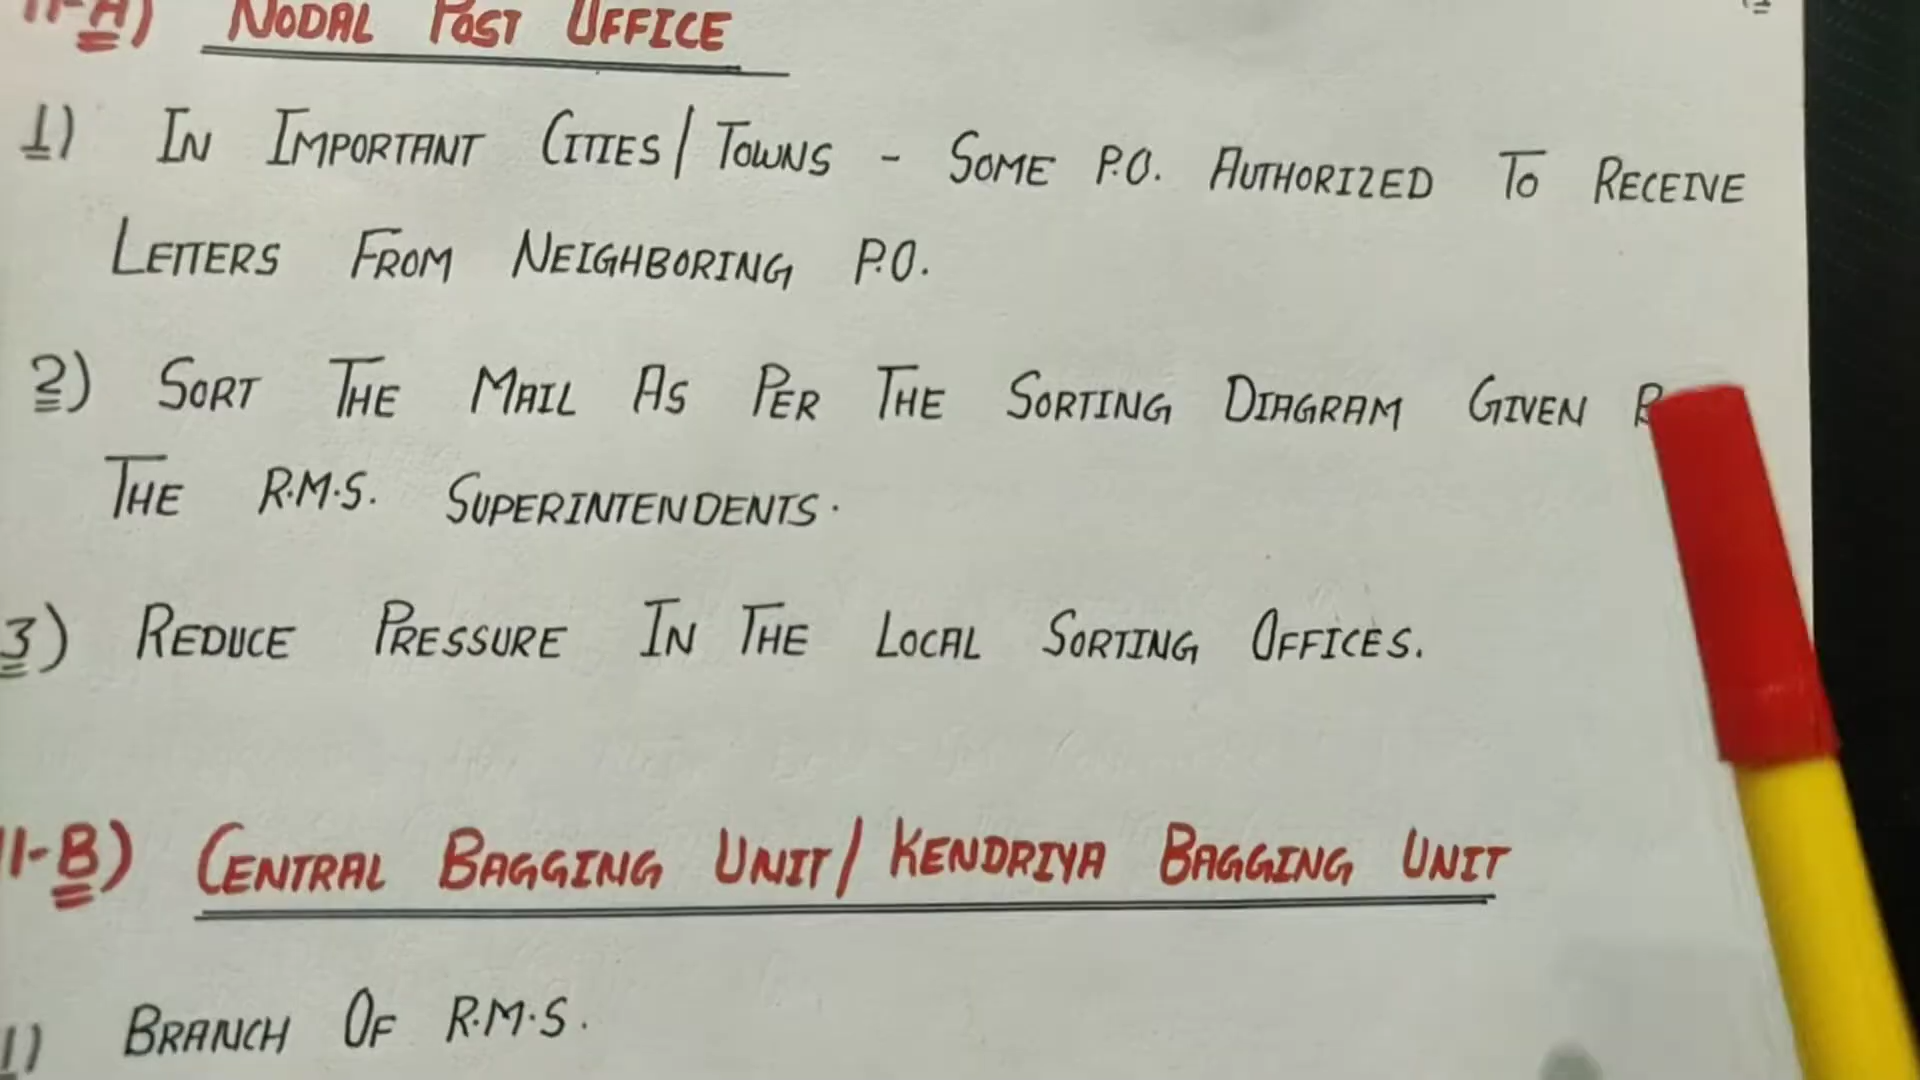 11-A) NODAL POST OFFICE
1) IN IMPORTANT CITIES/TOWNS - SOME P.O. AUTHORIZED TO RECEIVE
LETTERS FROM NEIGHBORING P.O.
2) SORT THE MAIL AS PER THE SORTING DIAGRAM GIVEN
THE R.M.S. SUPERINTENDENTS.
3) REDUCE PRESSURE IN THE LOCAL SORTING OFFICES.
11-B) CENTRAL BAGGING UNIT/KENDRIYA BAGGING UNIT
1) BRANCH OF R.M.S.